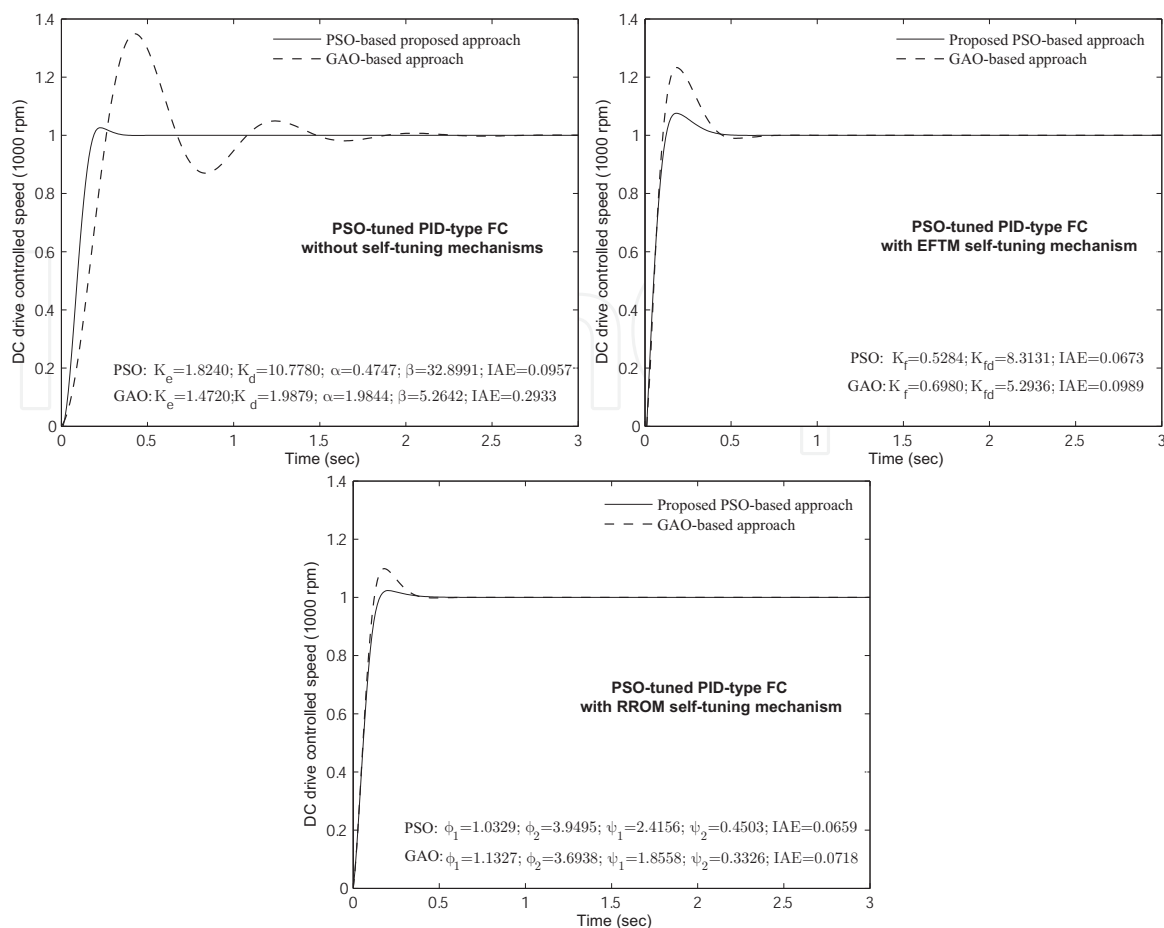 1.4
1.2
1
0.8
0.6
0.4
0.2
0
DC drive controlled speed (1000 rpm)
PSO-based proposed approach
GAO-based approach
PSO-tuned PID-type FC
without self-tuning mechanisms
PSO: K_e=1.8240; K_d=10.7780; α=0.4747; β=32.8991; IAE=0.0957
GAO: K_e=1.4720;K_d=1.9879; α=1.9844; β=5.2642; IAE=0.2933
0 0.5 1 1.5 2 2.5 3
Time (sec)
1.4
1.2
1
0.8
0.6
0.4
0.2
0
DC drive controlled speed (1000 rpm)
Proposed PSO-based approach
GAO-based approach
PSO-tuned PID-type FC
with EFTM self-tuning mechanism
PSO: K_f=0.5284; K_fd=8.3131; IAE=0.0673
GAO: K_f=0.6980; K_fd=5.2936; IAE=0.0989
0 0.5 1 1.5 2 2.5 3
Time (sec)
1.4
1.2
1
0.8
0.6
0.4
0.2
0
DC drive controlled speed (1000 rpm)
Proposed PSO-based approach
GAO-based approach
PSO-tuned PID-type FC
with RROM self-tuning mechanism
PSO: ϕ_1=1.0329; ϕ_2=3.9495; ψ_1=2.4156; ψ_2=0.4503; IAE=0.0659
GAO: ϕ_1=1.1327; ϕ_2=3.6938; ψ_1=1.8558; ψ_2=0.3326; IAE=0.0718
0 0.5 1 1.5 2 2.5 3
Time (sec)